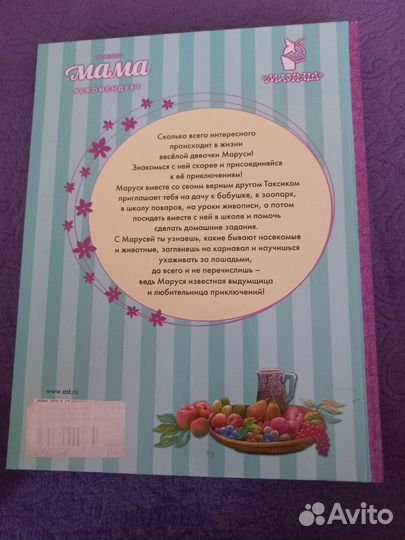 мама
РЕКОМЕНДУЕТ
МАЛЫШ
Сколько всего интересного
происходит в жизни
весёлой девочки Маруси!
Знакомься с ней скорее и присоединяйся
к её приключениям!
Маруся вместе со своим верным другом Таксиком
приглашает тебя на дачу к бабушке, в зоопарк,
в школу поваров, на уроки живописи, а потом
посидеть вместе с ней в школе и помочь
сделать домашние задания.
С Марусей ты узнаешь, какие бывают насекомые
и животные, заглянешь на карнавал и научишься
ухаживать за лошадьми,
да всего и не перечислишь –
ведь Маруся известная выдумщица
и любительница приключений!
www.ast.ru
Avito